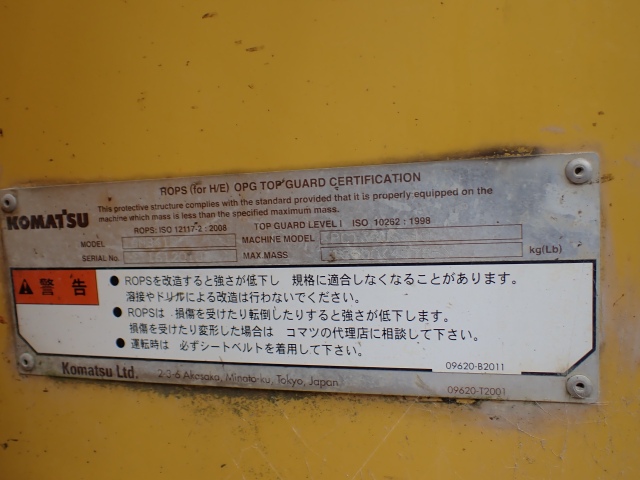 ROPS (for H/E) OPG TOP GUARD CERTIFICATION
This protective structure complies with the standard provided that it is properly equipped on the
machine which mass is less than the specified maximum mass.
KOMATSU
ROPS: ISO 12117-2 : 2008 TOP GUARD LEVEL I ISO 10262 : 1998
MODEL MACHINE MODEL
SERIAL No. MAX.MASS kg(Lb)
警告
● ROPSを改造すると強さが低下し 規格に適合しなくなることがあります。
溶接やドリルによる改造は行わないでください。
● ROPSは 損傷を受けたり転倒したりすると強さが低下します。
損傷を受けたり変形した場合は コマツの代理店に相談して下さい。
● 運転時は 必ずシートベルトを着用して下さい。
09620-B2011
Komatsu Ltd. 2-3-6 Akasaka, Minato-ku, Tokyo, Japan
09620-T2001